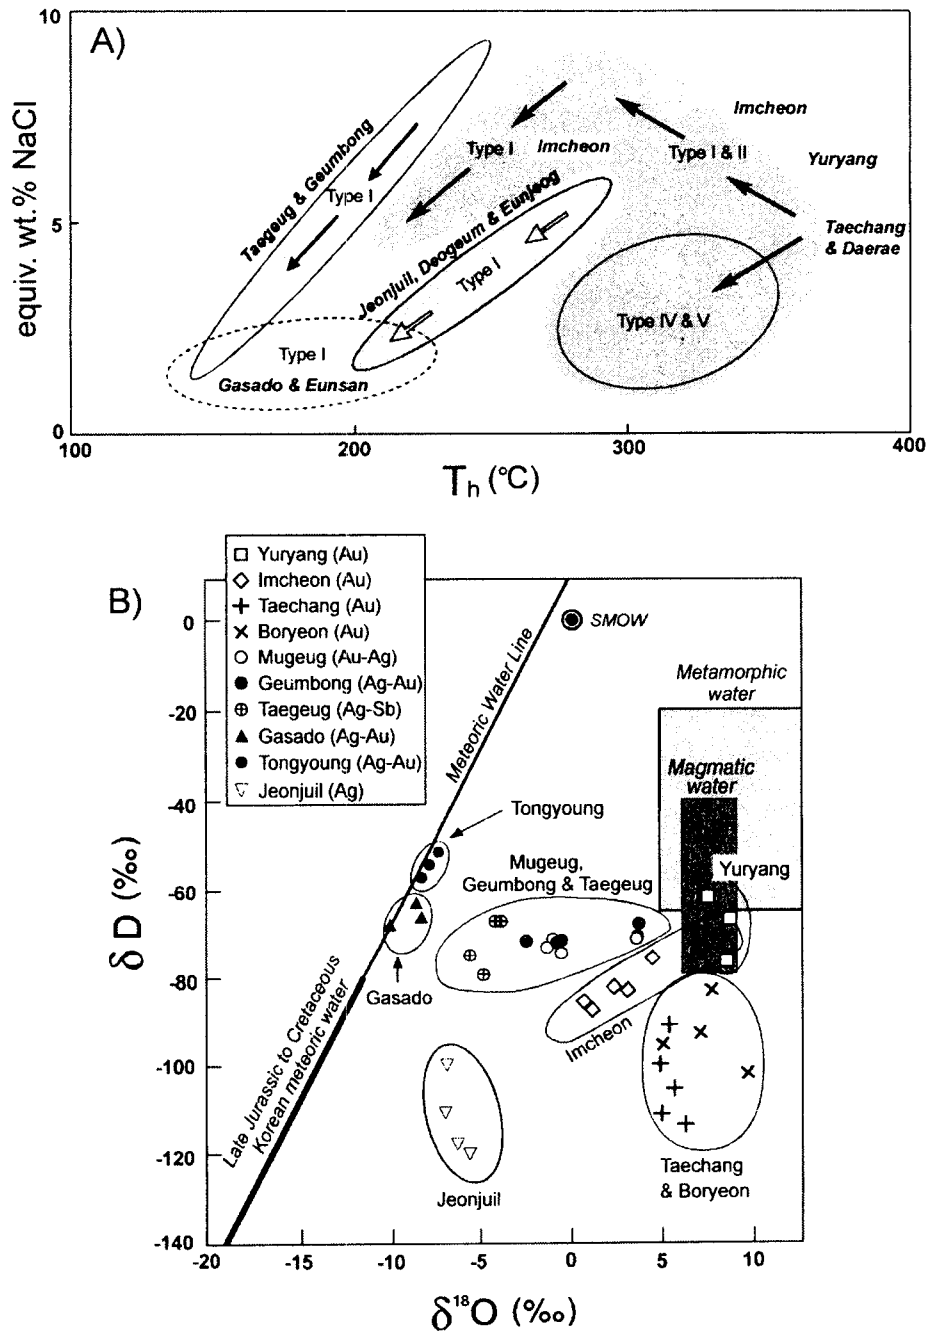 A)
10
5
0
equiv. wt.% NaCl
Taegeug & Geumbong
Type I
Type I
Imcheon
Imcheon
Type I & II
Yuryang
Taechang
& Daerae
Jeonjuil, Deogeum & Eunjeog
Type I
Type IV & V
Type I
Gasado & Eunsan
100
200
300
400
Th (°C)
B)
Yuryang (Au)
Imcheon (Au)
Taechang (Au)
Boryeon (Au)
Mugeug (Au-Ag)
Geumbong (Ag-Au)
Taegeug (Ag-Sb)
Gasado (Ag-Au)
Tongyoung (Ag-Au)
Jeonjuil (Ag)
0
-20
-40
-60
-80
-100
-120
-140
δ D (‰)
SMOW
Meteoric Water Line
Metamorphic
water
Magmatic
water
Yuryang
Tongyoung
Mugeug,
Geumbong & Taegeug
Gasado
Imcheon
Late Jurassic to Cretaceous
Korean meteoric water
Jeonjuil
Taechang
& Boryeon
-20
-15
-10
-5
0
5
10
δ18O (‰)